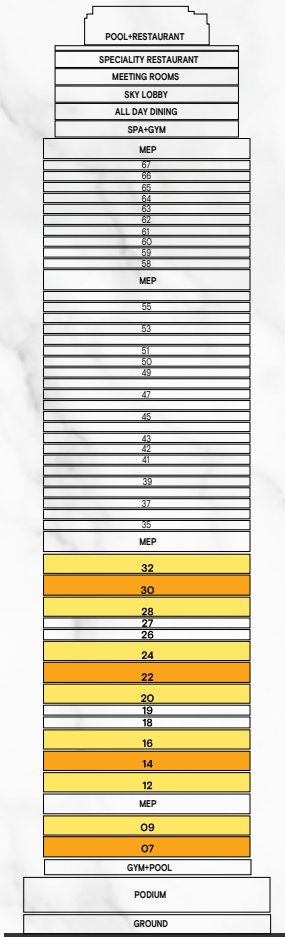 POOL+RESTAURANT
SPECIALITY RESTAURANT
MEETING ROOMS
SKY LOBBY
ALL DAY DINING
SPA+GYM
MEP
67
66
65
64
63
62
61
60
59
58
MEP
55
53
51
50
49
47
45
43
42
41
39
37
35
MEP
32
30
28
27
26
24
22
20
19
18
16
14
12
MEP
09
07
GYM+POOL
PODIUM
GROUND